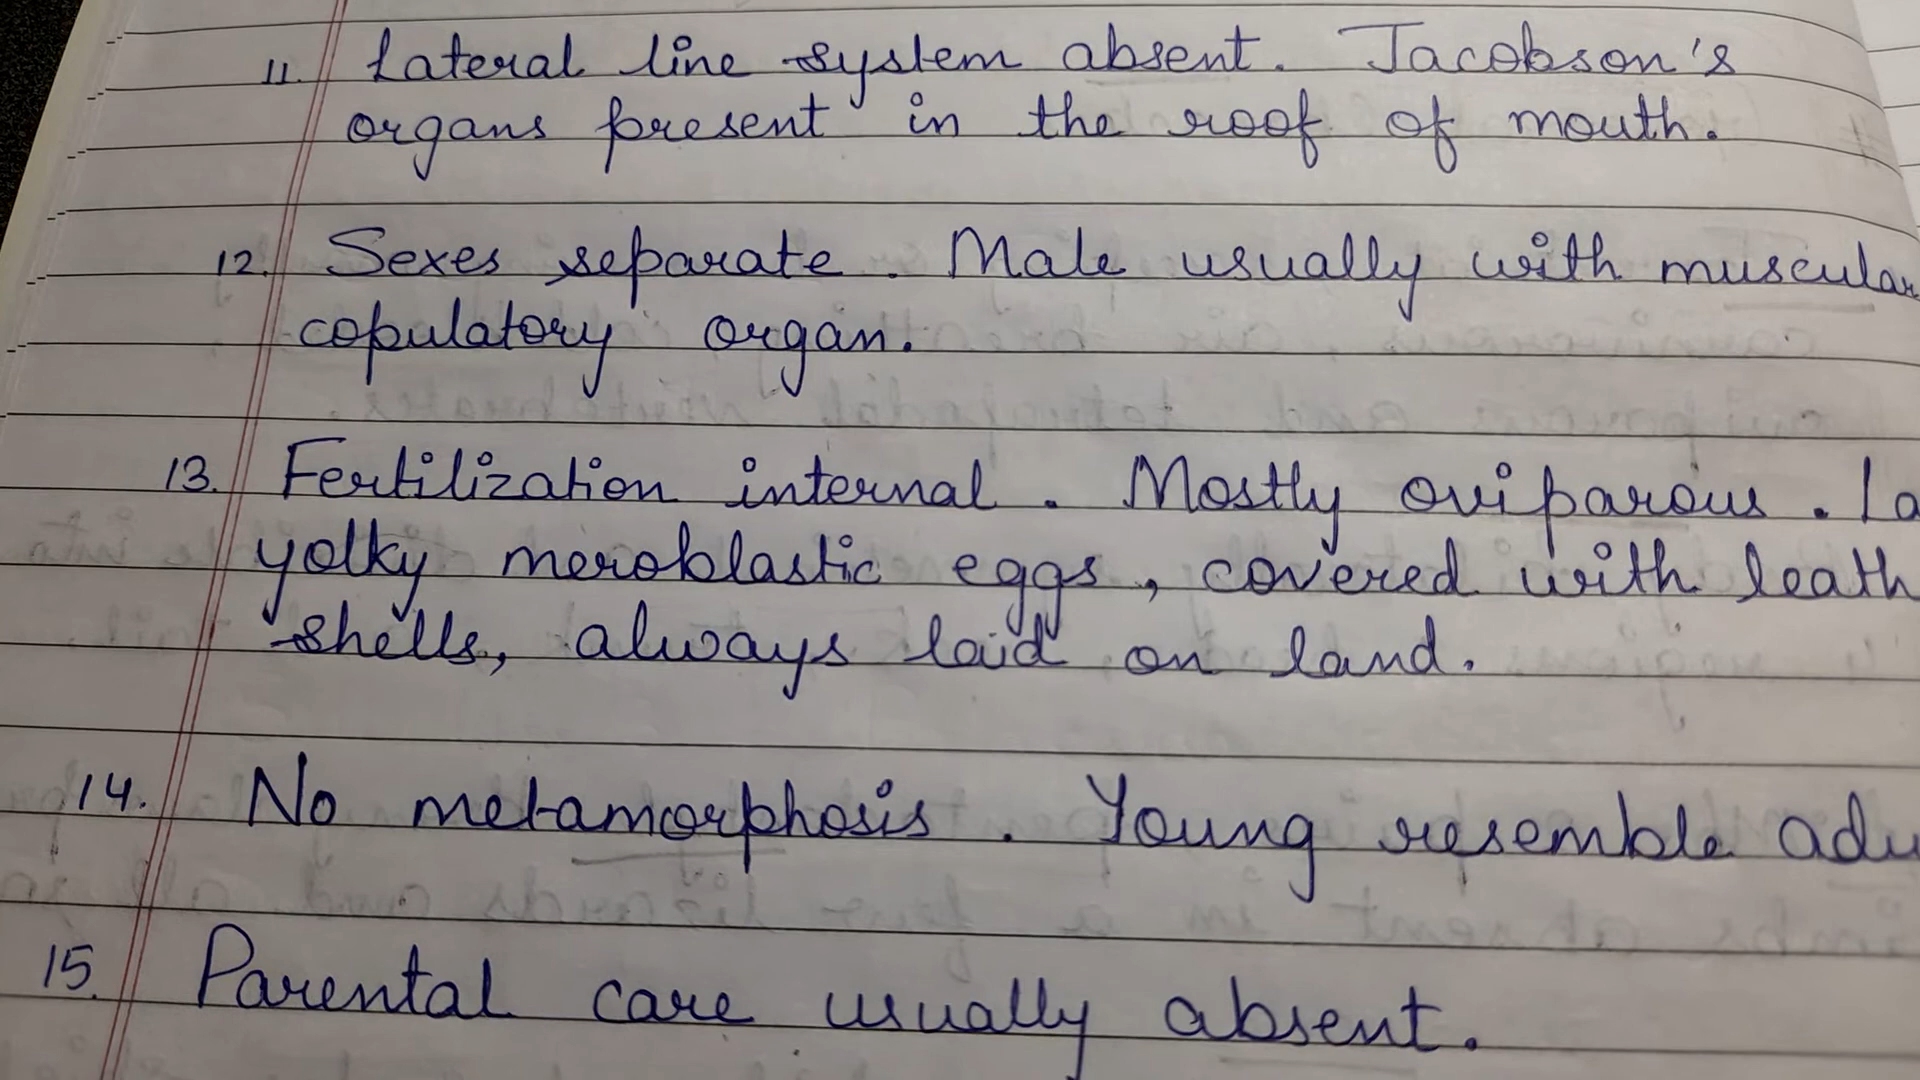 11. Lateral line system absent. Jacobson's
organs present in the roof of mouth.
12. Sexes separate. Male usually with muscular
copulatory organ.
13. Fertilization internal. Mostly oviparous.
yolky meroblastic eggs, covered with leath
shells, always laid on land.
14. No metamorphosis. Young resemble adu
15. Parental care usually absent.